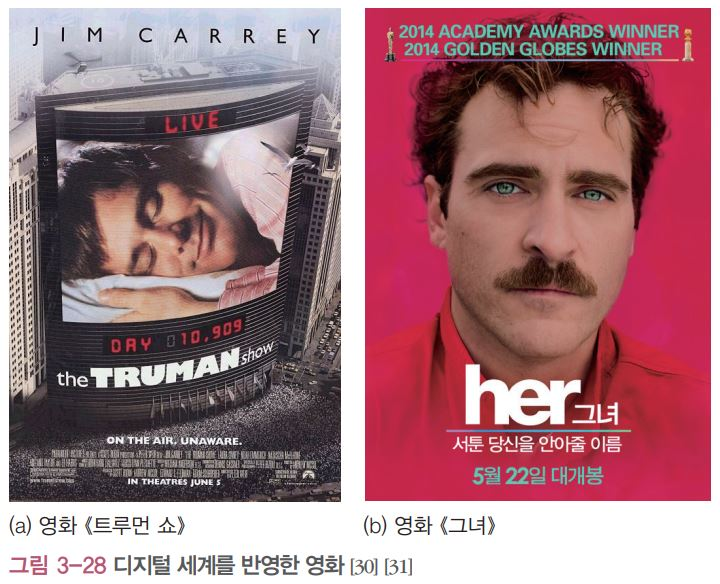 JIM CARREY
LIVE
DAY 10,909
the TRUMAN show
ON THE AIR. UNAWARE.
IN THEATRES JUNE 5
2014 ACADEMY AWARDS WINNER
2014 GOLDEN GLOBES WINNER
her 그녀
서툰 당신을 안아줄 이름
5월 22일 대개봉
(a) 영화 《트루먼 쇼》
(b) 영화 《그녀》
그림 3-28 디지털 세계를 반영한 영화 [30] [31]